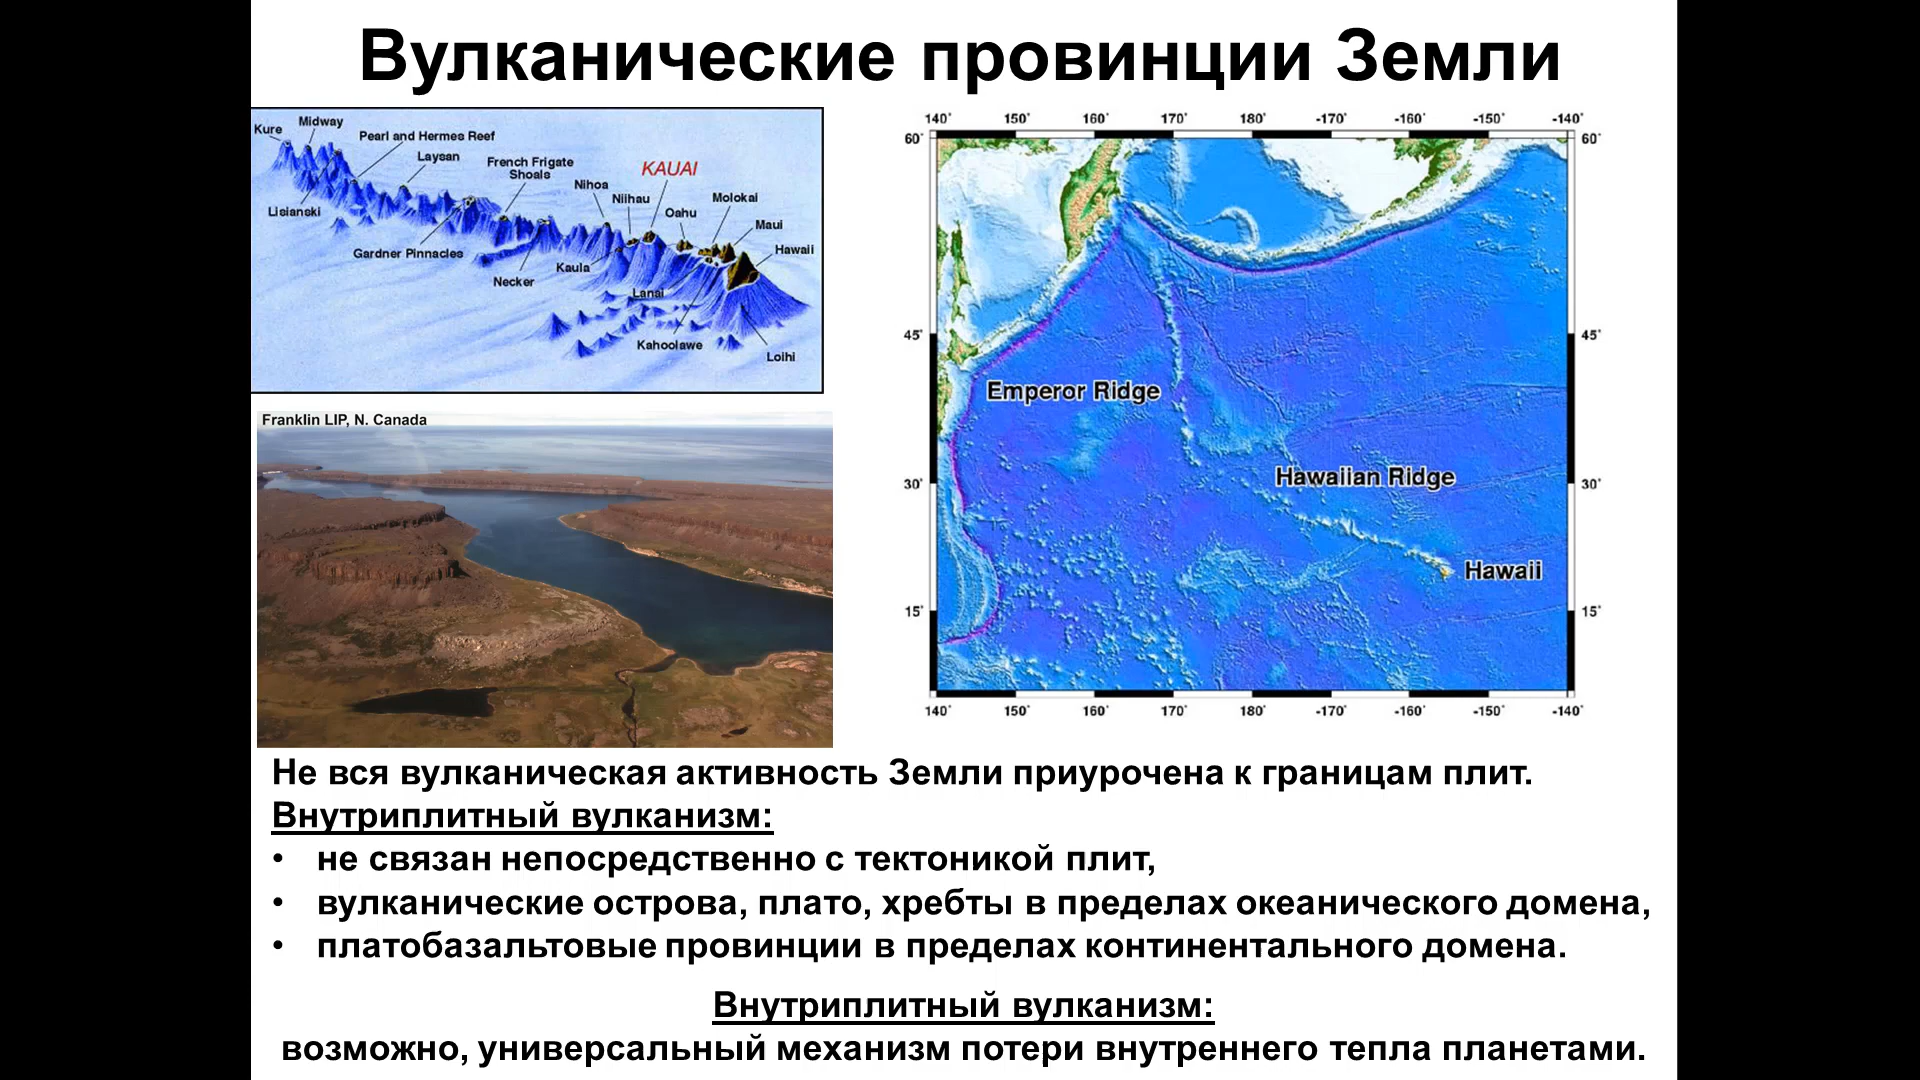 Вулканические провинции Земли
Kure
Midway
Pearl and Hermes Reef
Laysan
French Frigate
Shoals
KAUAI
Nihoa
Niihau
Molokai
Lisianski
Oahu
Maui
Gardner Pinnacles
Hawaii
Kaula
Necker
Lanai
Kahoolawe
Loihi
140° 150° 160° 170° 180° -170° -160° -150° -140°
60° 60°
45° 45°
Emperor Ridge
Hawaiian Ridge
30° 30°
Hawaii
15° 15°
140° 150° 160° 170° 180° -170° -160° -150° -140°
Franklin LIP, N. Canada
Не вся вулканическая активность Земли приурочена к границам плит.
Внутриплитный вулканизм:
• не связан непосредственно с тектоникой плит,
• вулканические острова, плато, хребты в пределах океанического домена,
• платобазальтовые провинции в пределах континентального домена.
Внутриплитный вулканизм:
возможно, универсальный механизм потери внутреннего тепла планетами.